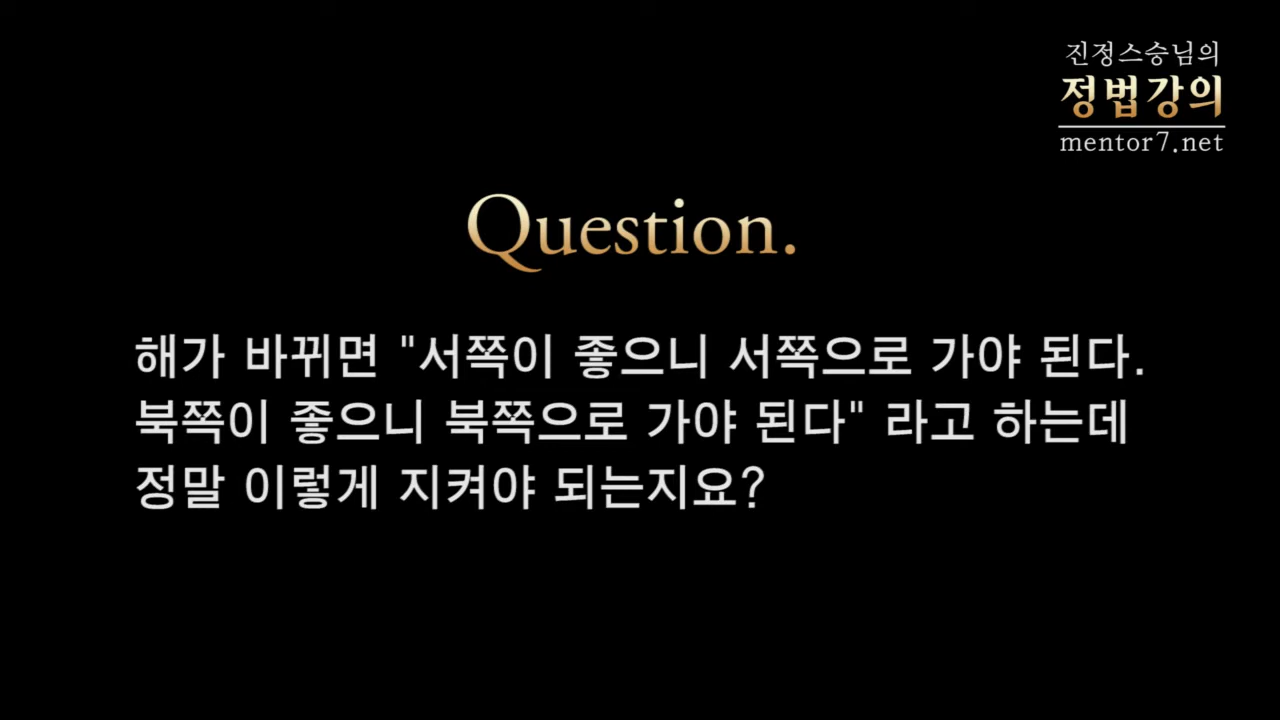 진정스승님의
정법강의
mentor7.net
Question.
해가 바뀌면 "서쪽이 좋으니 서쪽으로 가야 된다.
북쪽이 좋으니 북쪽으로 가야 된다" 라고 하는데
정말 이렇게 지켜야 되는지요?